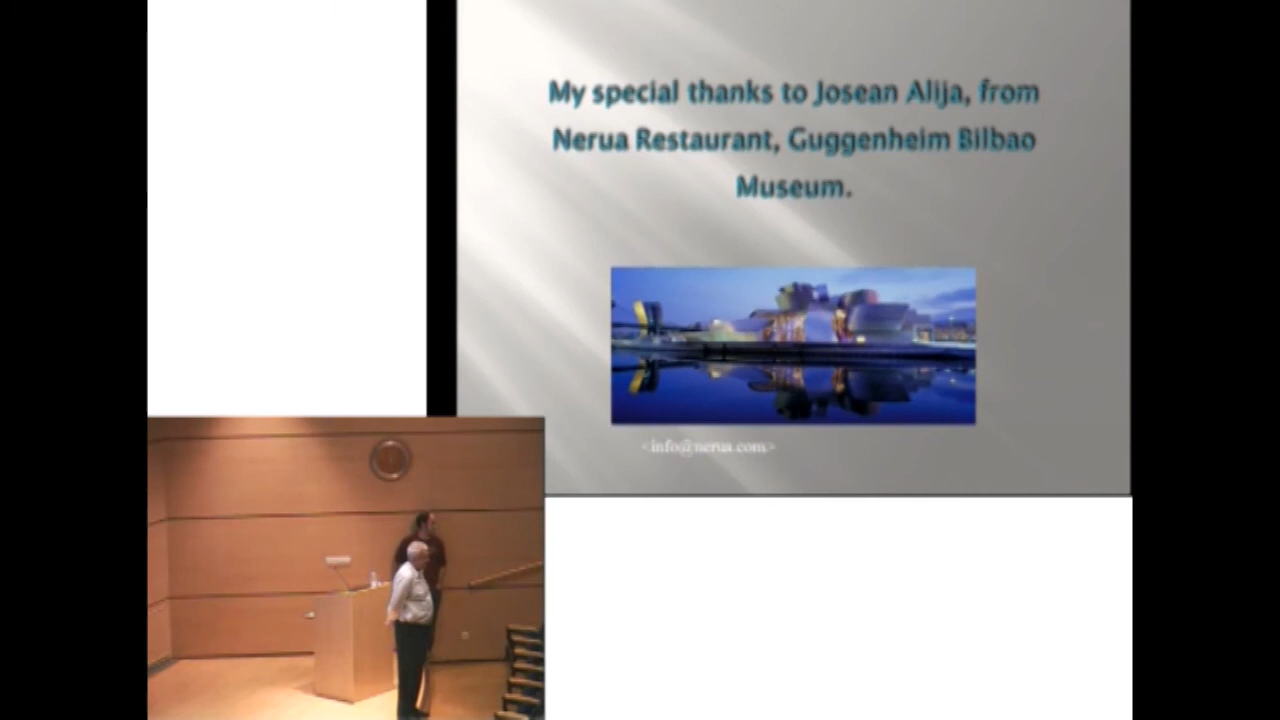 My special thanks to Josean Alija, from
Nerua Restaurant, Guggenheim Bilbao
Museum.
<info@nerua.com>